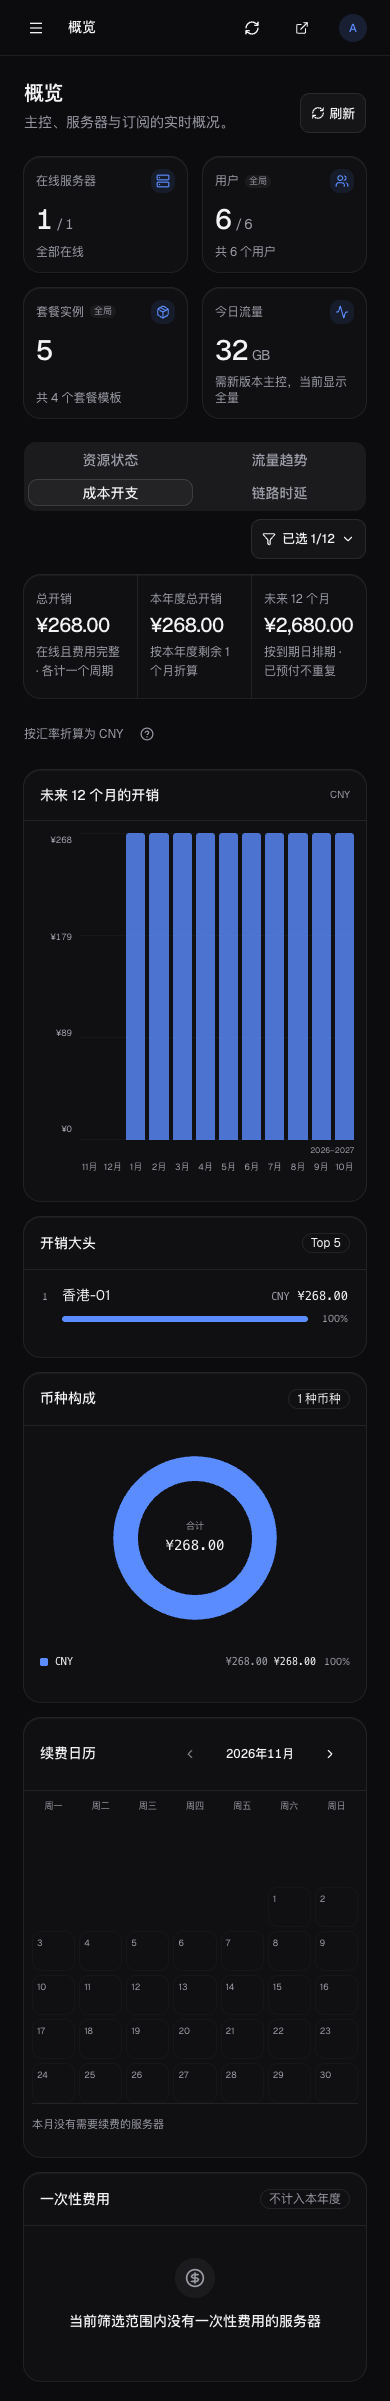 概览
A
概览
主控、服务器与订阅的实时概况。
刷新
在线服务器
1 / 1
全部在线
用户 全局
6 / 6
共 6 个用户
套餐实例 全局
5
共 4 个套餐模板
今日流量
32 GB
需新版本主控，当前显示
全量
资源状态
流量趋势
成本开支
链路时延
已选 1/12
总开销
¥268.00
在线且费用完整
· 各计一个周期
本年度总开销
¥268.00
按本年度剩余 1
个月折算
未来 12 个月
¥2,680.00
按到期日排期 ·
已预付不重复
按汇率折算为 CNY
未来 12 个月的开销
CNY
¥268
¥179
¥89
¥0
2026–2027
11月 12月 1月 2月 3月 4月 5月 6月 7月 8月 9月 10月
开销大头
Top 5
1 香港-01 CNY ¥268.00
100%
币种构成
1 种币种
合计
¥268.00
CNY ¥268.00 ¥268.00 100%
续费日历
2026年11月
周一 周二 周三 周四 周五 周六 周日
1 2
3 4 5 6 7 8 9
10 11 12 13 14 15 16
17 18 19 20 21 22 23
24 25 26 27 28 29 30
本月没有需要续费的服务器
一次性费用
不计入本年度
当前筛选范围内没有一次性费用的服务器